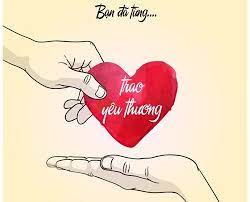 Bạn đã từng....
trao
yêu thương